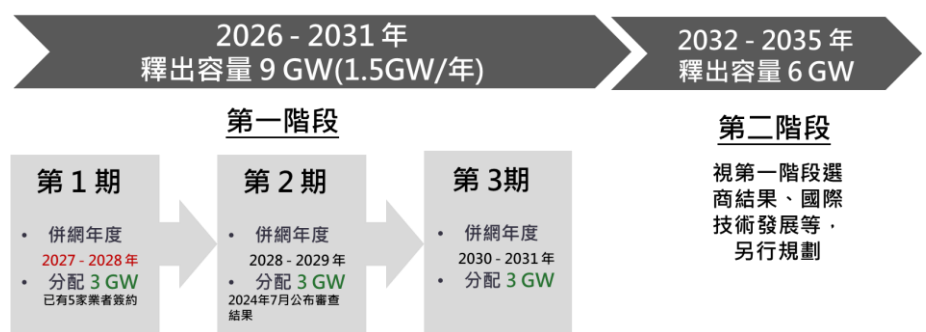 2026 - 2031 年
釋出容量 9 GW(1.5GW/年)
2032 - 2035 年
釋出容量 6 GW
第一階段
第二階段
視第一階段選
商結果、國際
技術發展等，
另行規劃
第 1 期
• 併網年度
2027 - 2028 年
• 分配 3 GW
已有5家業者簽約
第 2 期
• 併網年度
2028 - 2029 年
• 分配 3 GW
2024年7月公布審查
結果
第 3期
• 併網年度
2030 - 2031 年
• 分配 3 GW